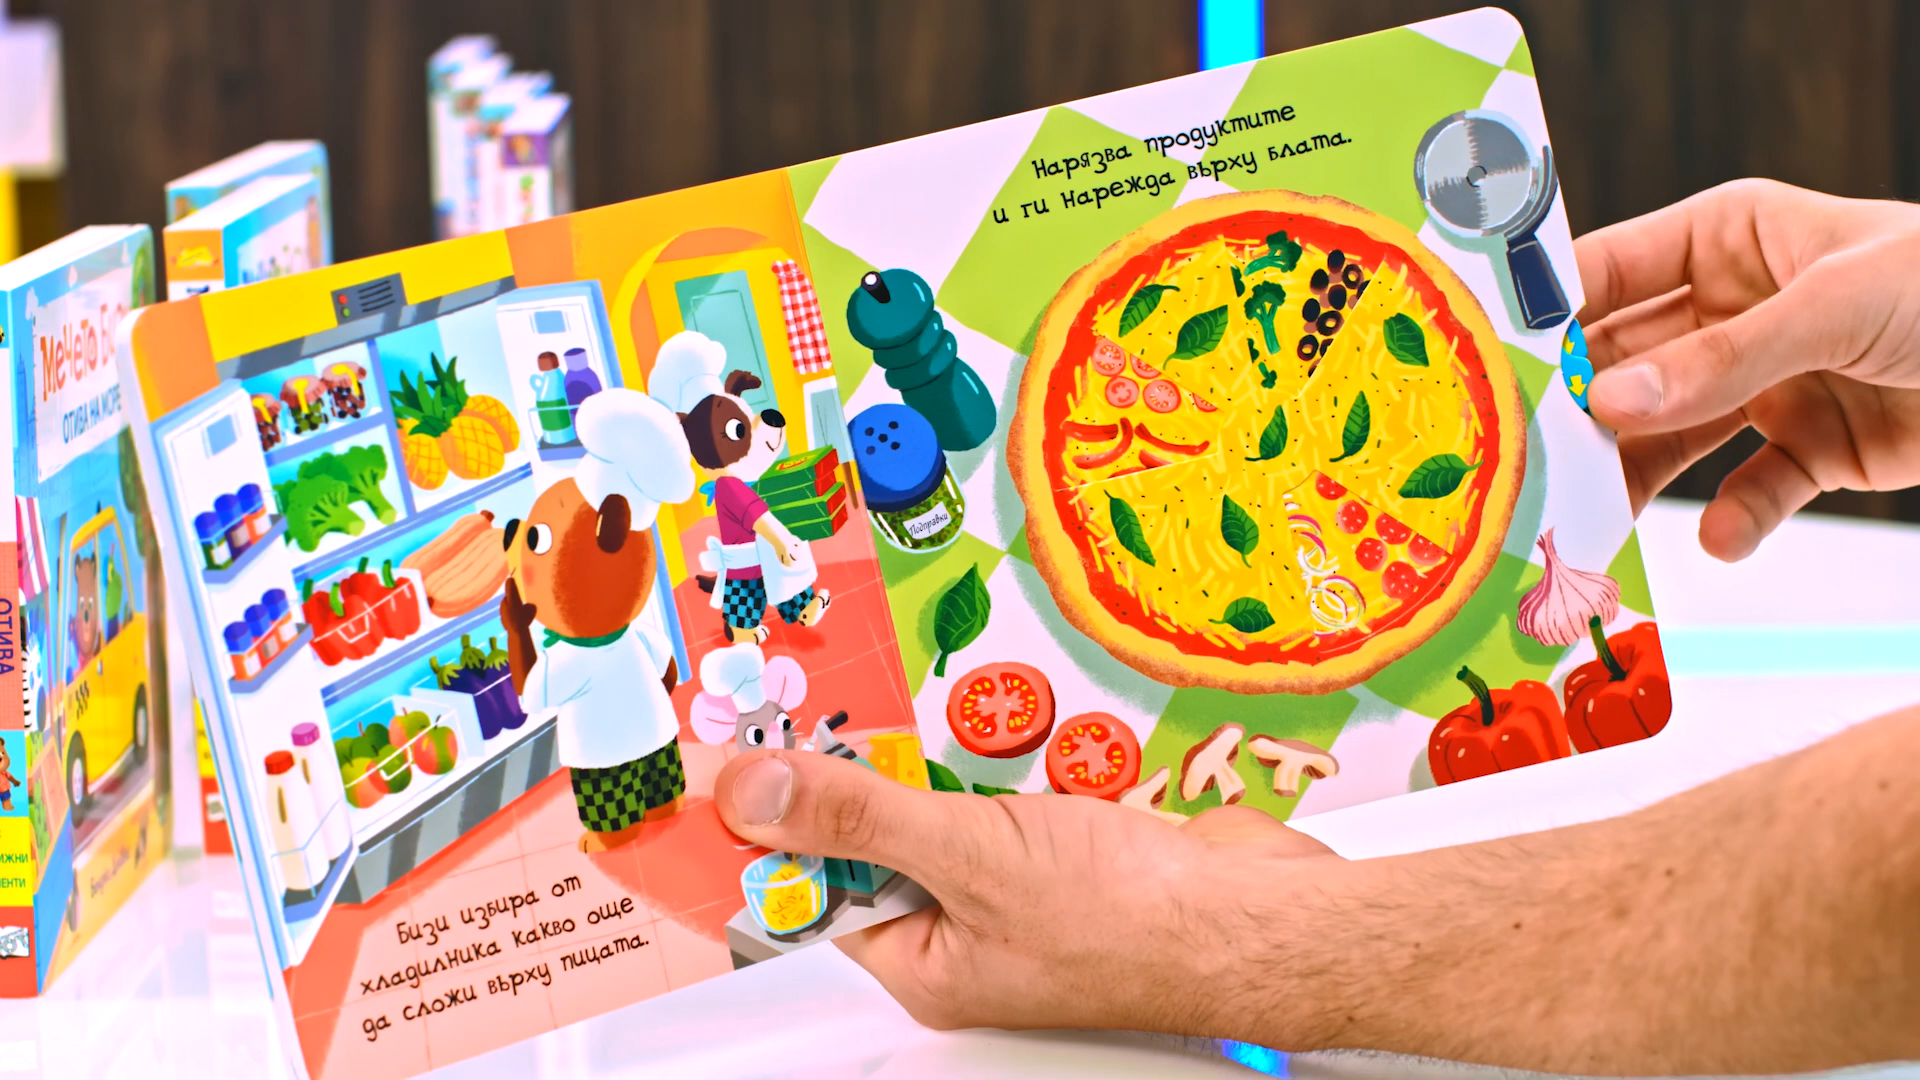 Нарязва продуктите
и ги нарежда върху блата.
Подправки
Бизи избира от
хладилника какво още
да сложи върху пицата.
Мечето
ОТИВА НА МОРЕ
ОТИВА